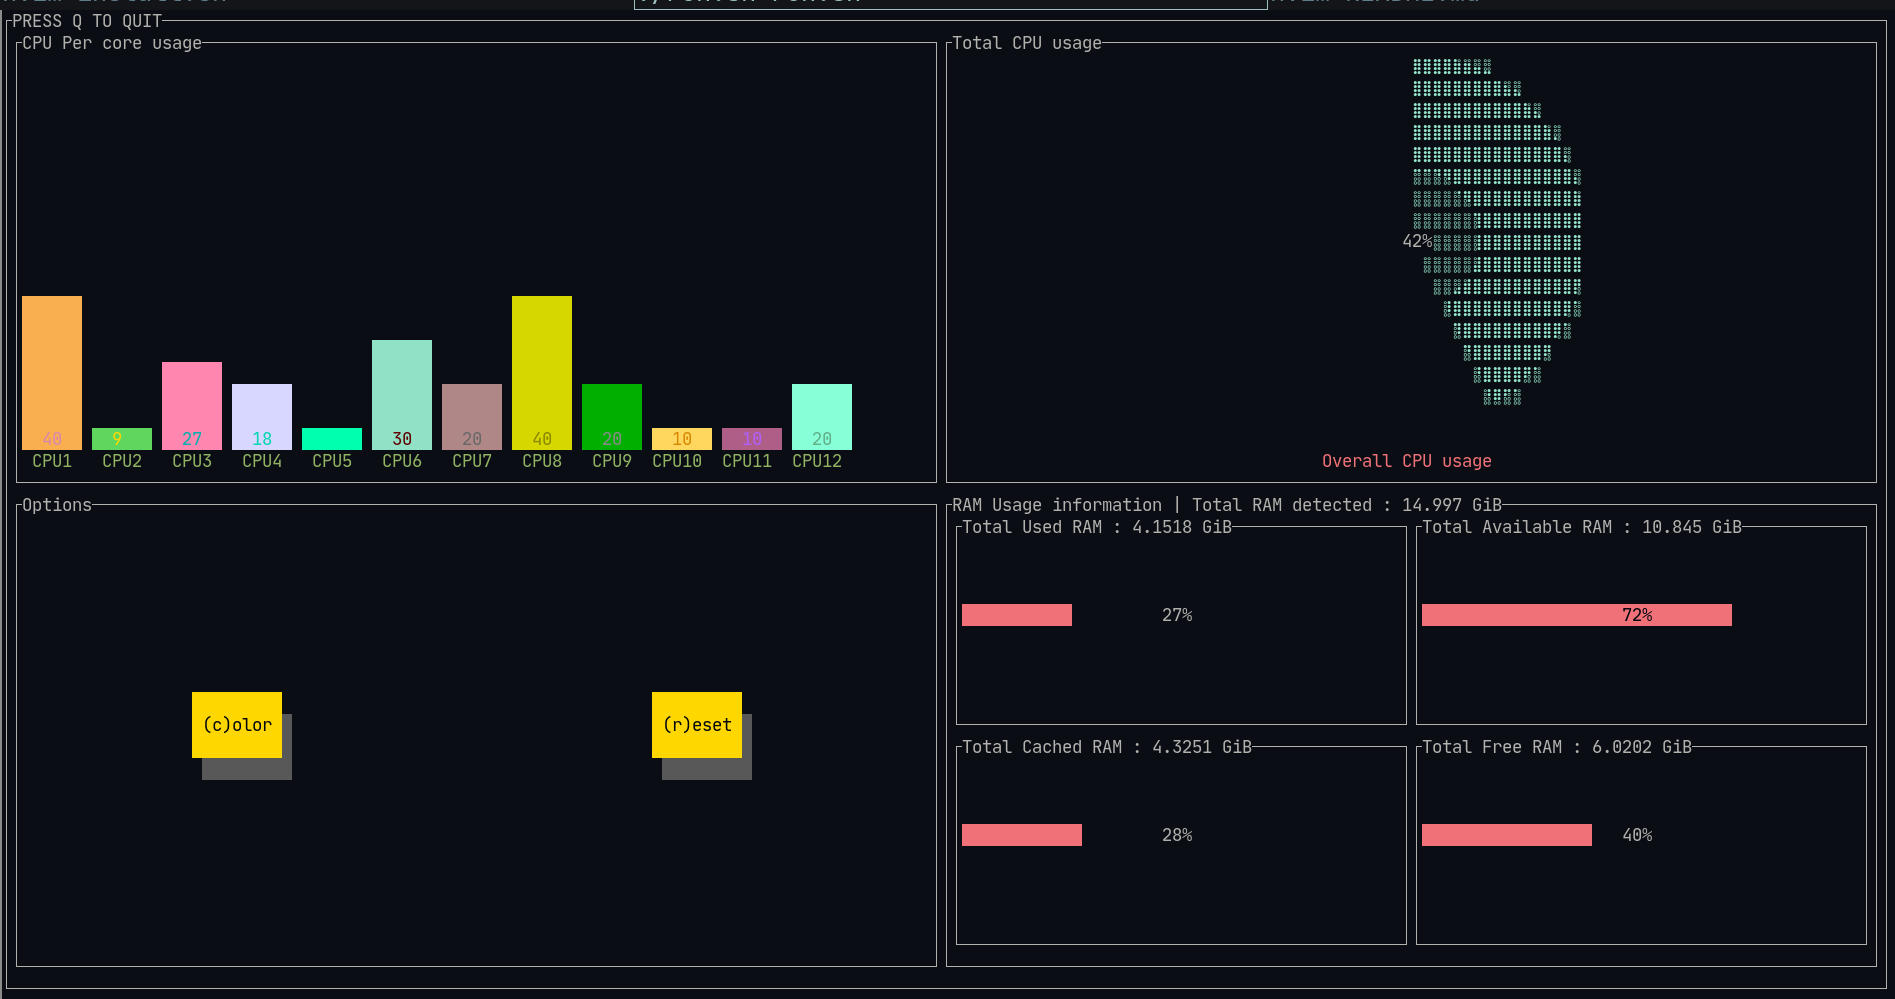 PRESS Q TO QUIT
CPU Per core usage
40 9 27 18 30 20 40 20 10 10 20
CPU1 CPU2 CPU3 CPU4 CPU5 CPU6 CPU7 CPU8 CPU9 CPU10 CPU11 CPU12
Total CPU usage
42%
Overall CPU usage
Options
(c)olor
(r)eset
RAM Usage information | Total RAM detected : 14.997 GiB
Total Used RAM : 4.1518 GiB
27%
Total Available RAM : 10.845 GiB
72%
Total Cached RAM : 4.3251 GiB
28%
Total Free RAM : 6.0202 GiB
40%